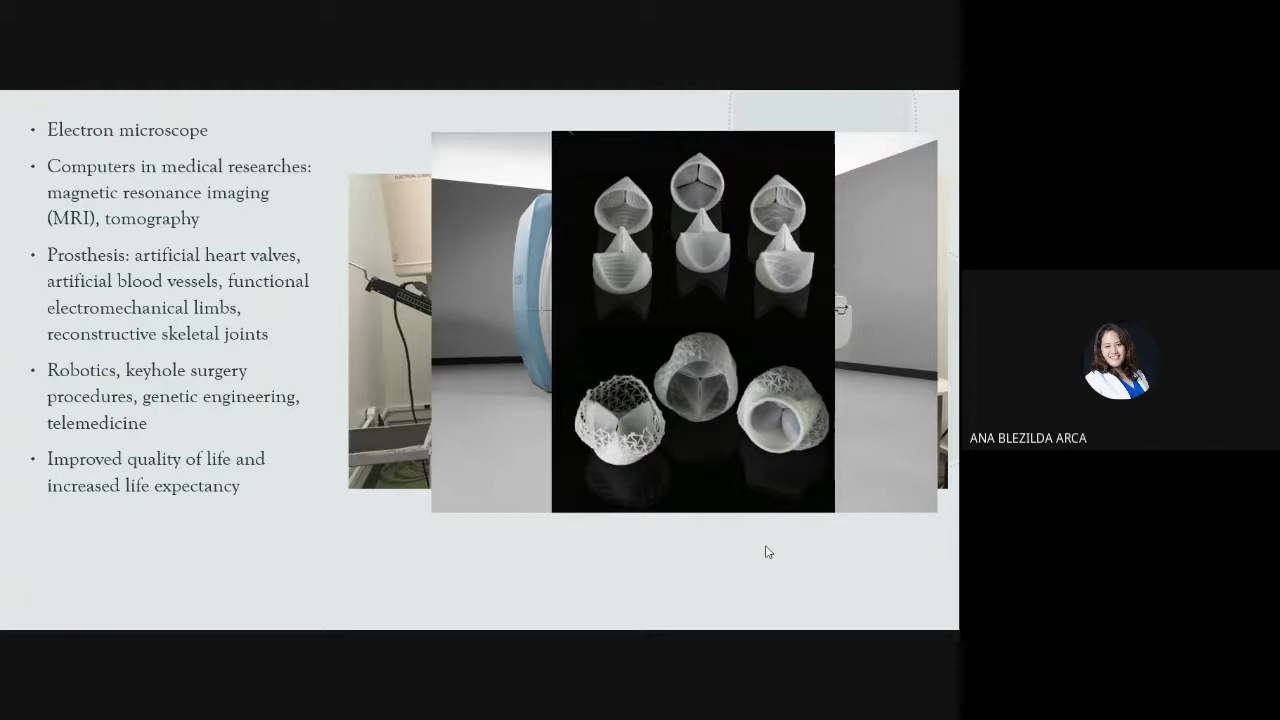 • Electron microscope
• Computers in medical researches:
magnetic resonance imaging
(MRI), tomography
• Prosthesis: artificial heart valves,
artificial blood vessels, functional
electromechanical limbs,
reconstructive skeletal joints
• Robotics, keyhole surgery
procedures, genetic engineering,
telemedicine
• Improved quality of life and
increased life expectancy
ANA BLEZILDA ARCA